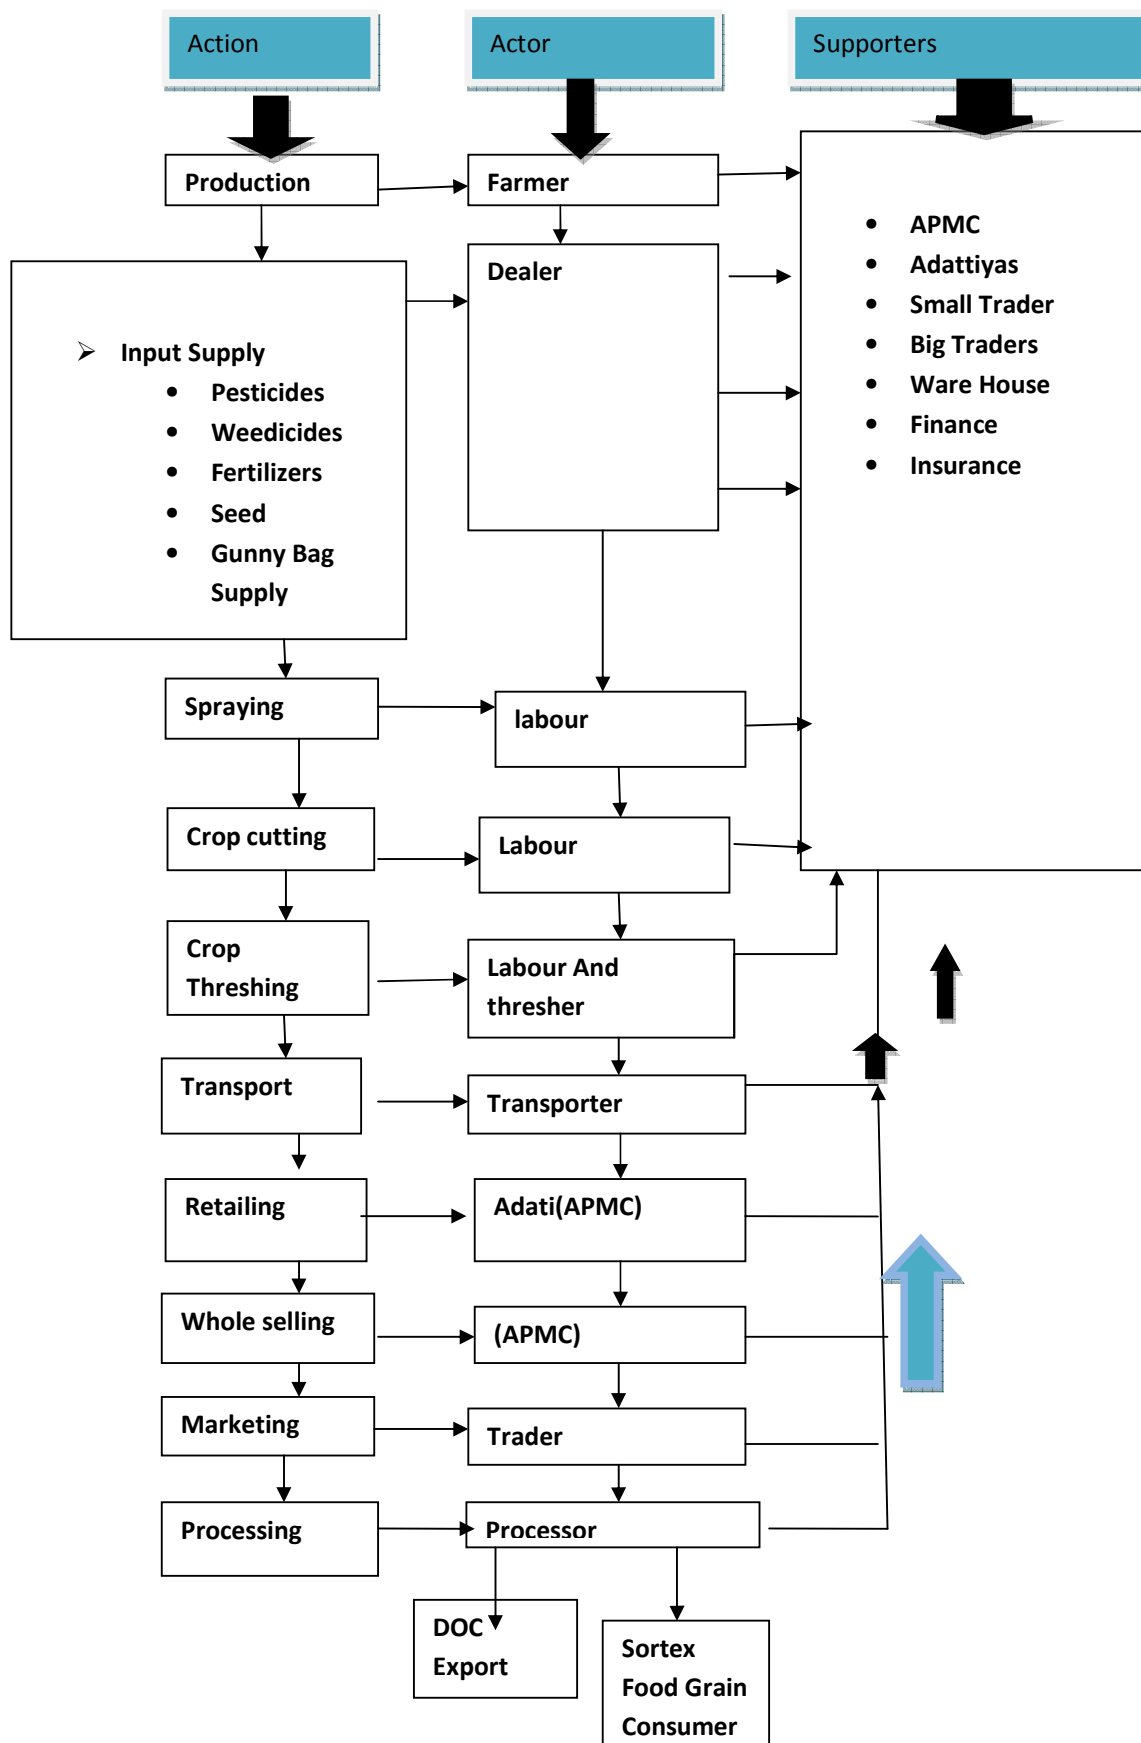 Action
Actor
Supporters
Production
Farmer
• APMC
• Adattiyas
• Small Trader
• Big Traders
• Ware House
• Finance
• Insurance
Dealer
➢ Input Supply
• Pesticides
• Weedicides
• Fertilizers
• Seed
• Gunny Bag
Supply
Spraying
labour
Crop cutting
Labour
Crop
Threshing
Labour And
thresher
Transport
Transporter
Retailing
Adati(APMC)
Whole selling
(APMC)
Marketing
Trader
Processing
Processor
DOC
Export
Sortex
Food Grain
Consumer